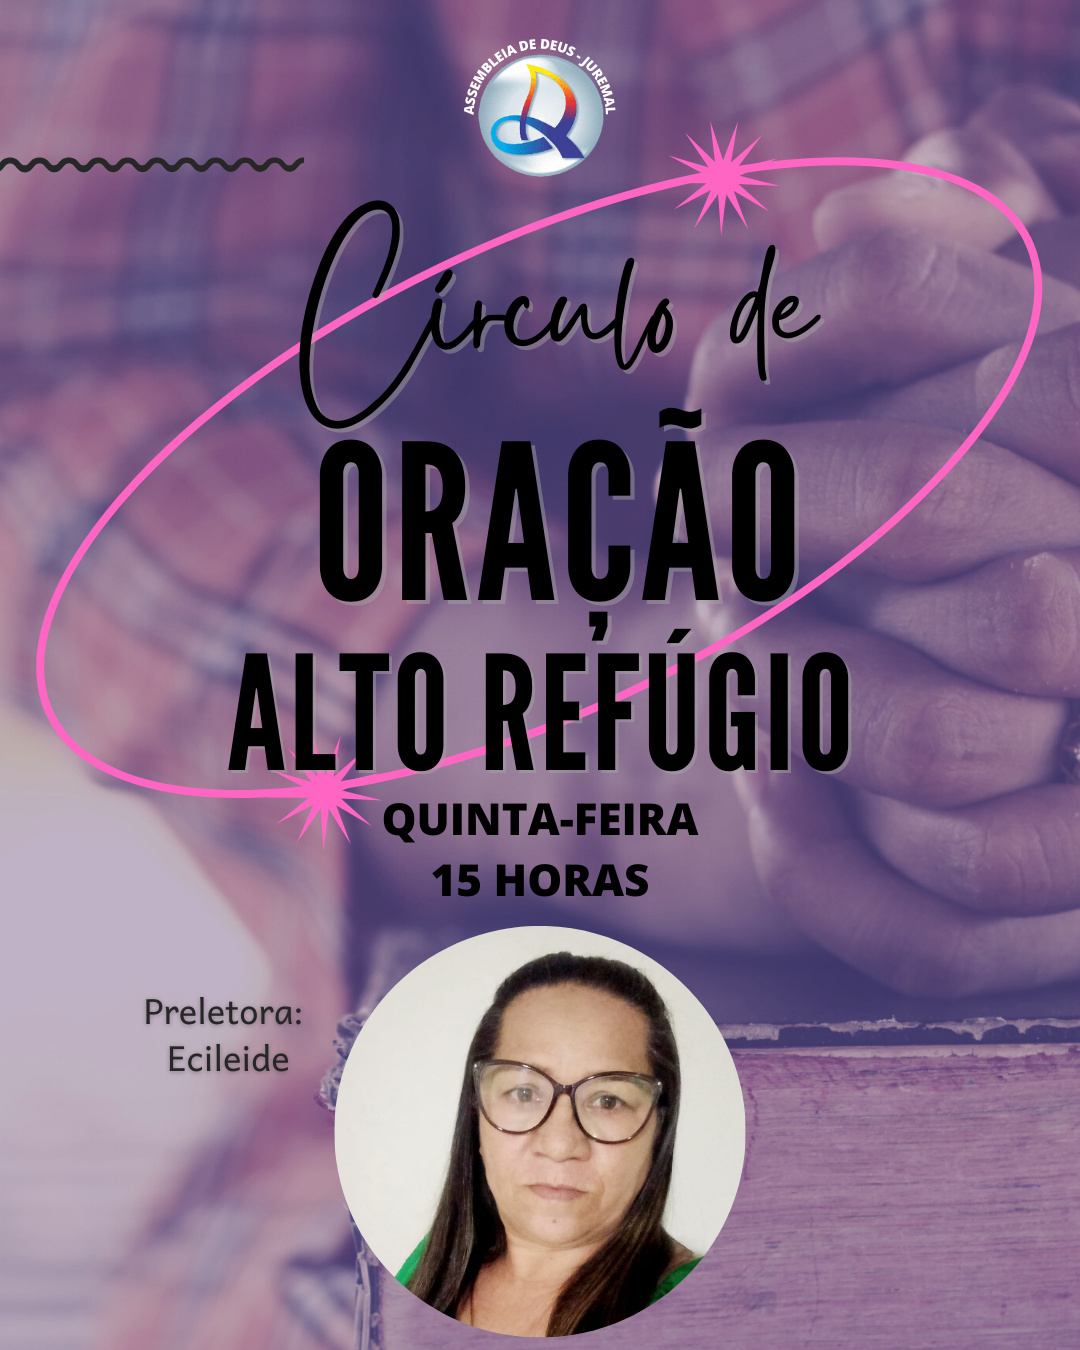 ASSEMBLEIA DE DEUS - JUREMAL
Círculo de
ORAÇÃO
ALTO REFÚGIO
QUINTA-FEIRA
15 HORAS
Preletora:
Ecileide